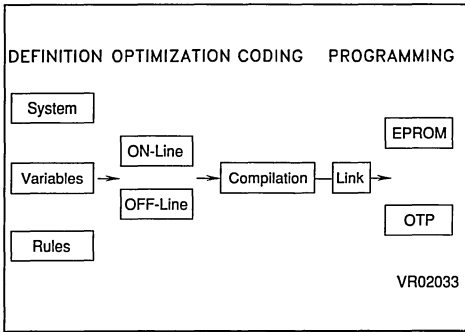 DEFINITION OPTIMIZATION CODING PROGRAMMING
System
EPROM
ON-Line
Variables
Compilation
Link
OFF-Line
OTP
Rules
VR02033